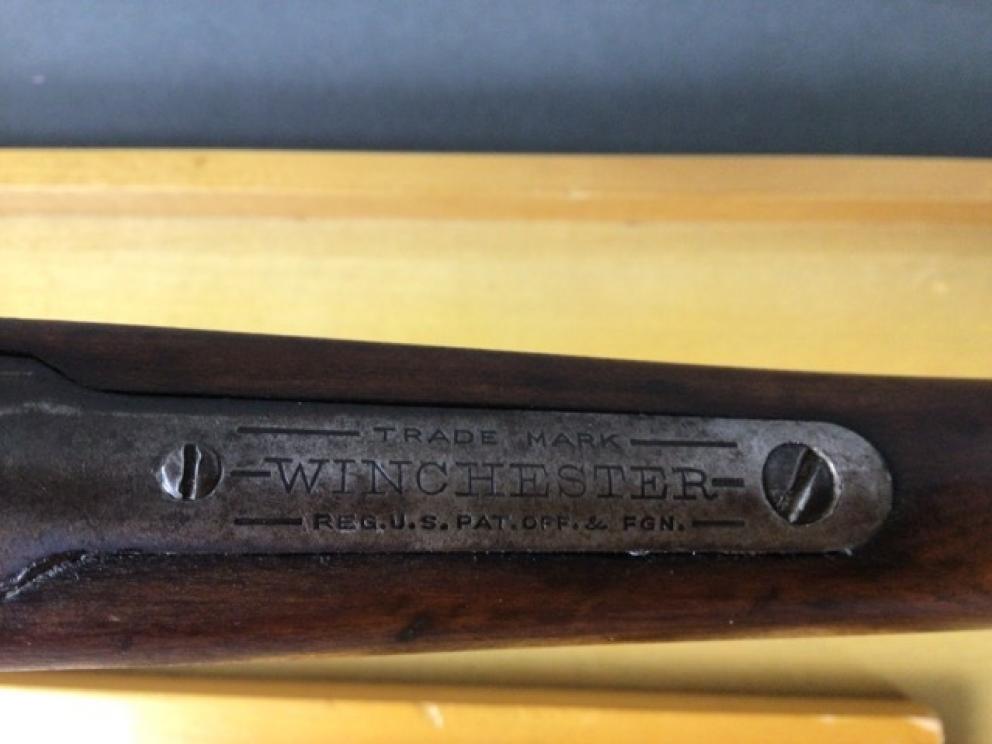 TRADE MARK
WINCHESTER
REG.U.S. PAT. OFF. & FGN.